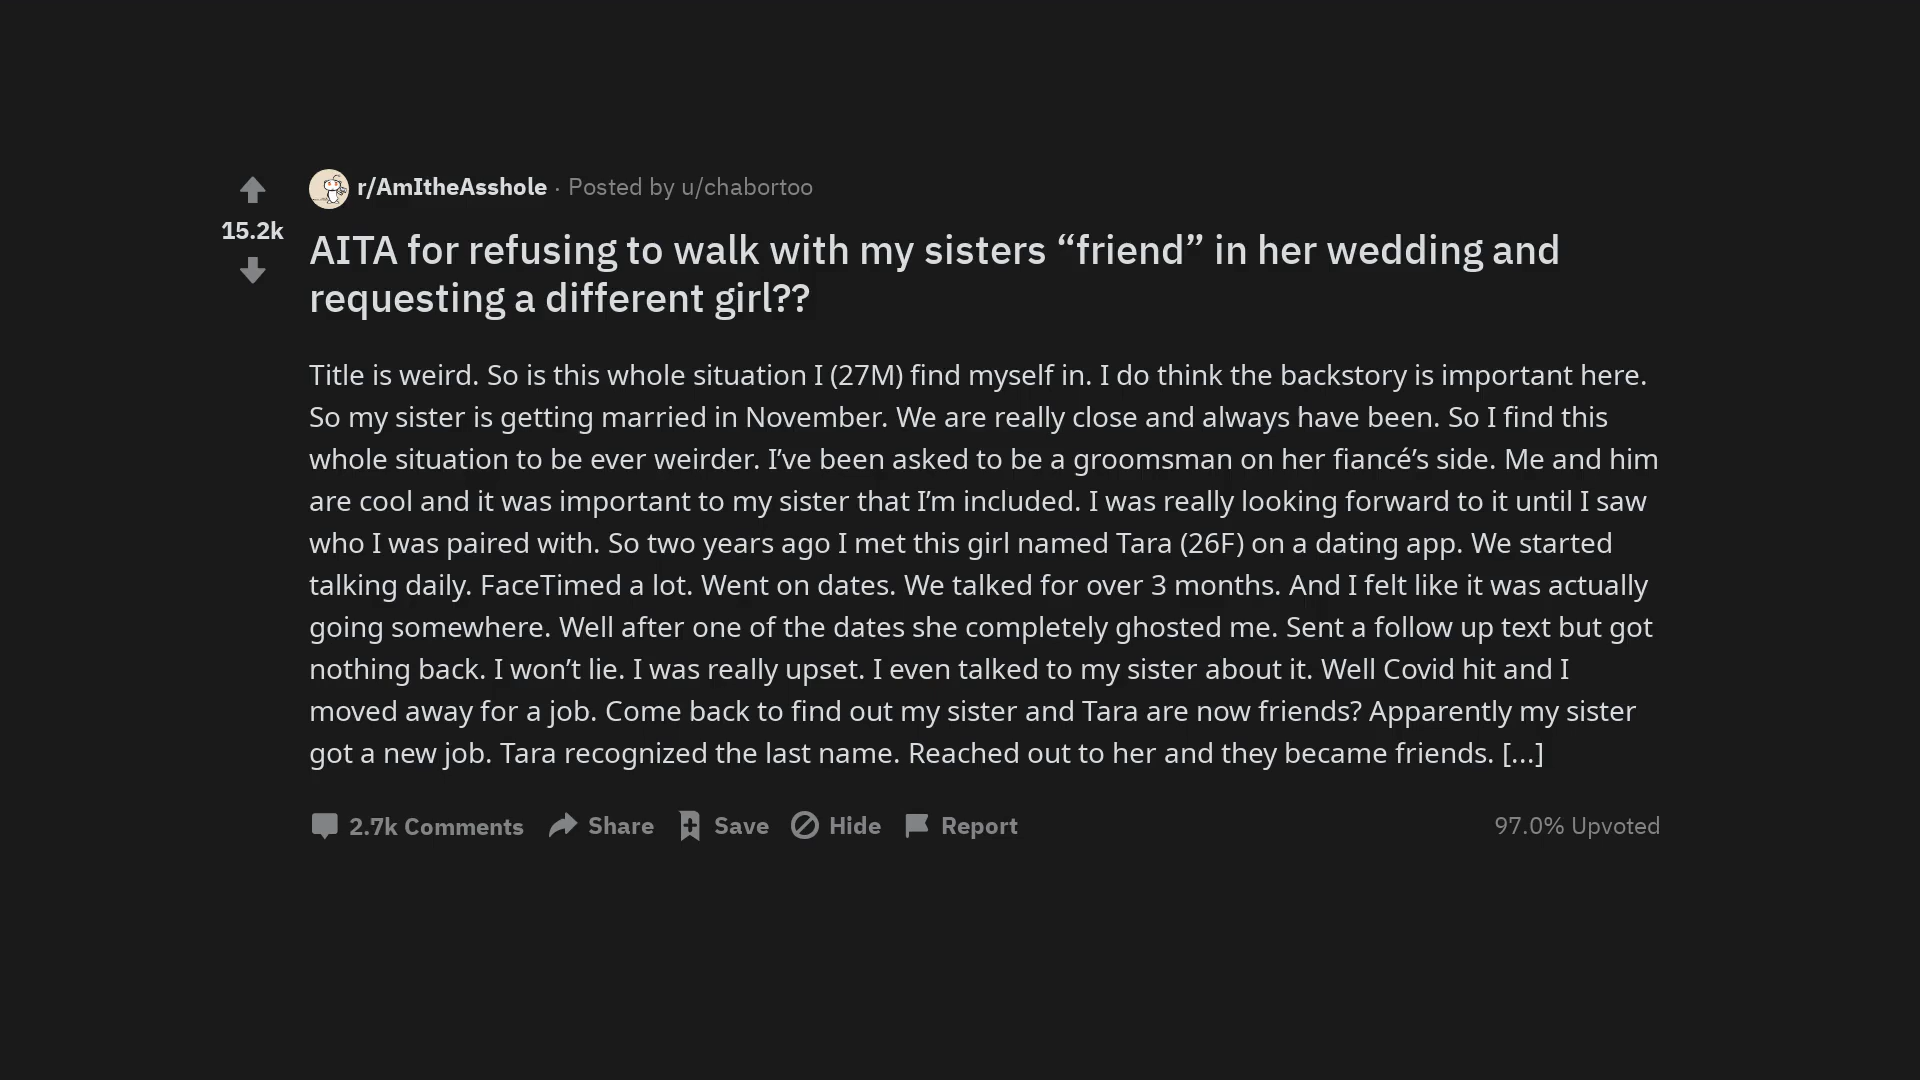 r/AmItheAsshole · Posted by u/chabortoo
15.2k
AITA for refusing to walk with my sisters “friend” in her wedding and
requesting a different girl??
Title is weird. So is this whole situation I (27M) find myself in. I do think the backstory is important here.
So my sister is getting married in November. We are really close and always have been. So I find this
whole situation to be ever weirder. I’ve been asked to be a groomsman on her fiancé’s side. Me and him
are cool and it was important to my sister that I’m included. I was really looking forward to it until I saw
who I was paired with. So two years ago I met this girl named Tara (26F) on a dating app. We started
talking daily. FaceTimed a lot. Went on dates. We talked for over 3 months. And I felt like it was actually
going somewhere. Well after one of the dates she completely ghosted me. Sent a follow up text but got
nothing back. I won’t lie. I was really upset. I even talked to my sister about it. Well Covid hit and I
moved away for a job. Come back to find out my sister and Tara are now friends? Apparently my sister
got a new job. Tara recognized the last name. Reached out to her and they became friends. [...]
2.7k Comments Share Save Hide Report 97.0% Upvoted